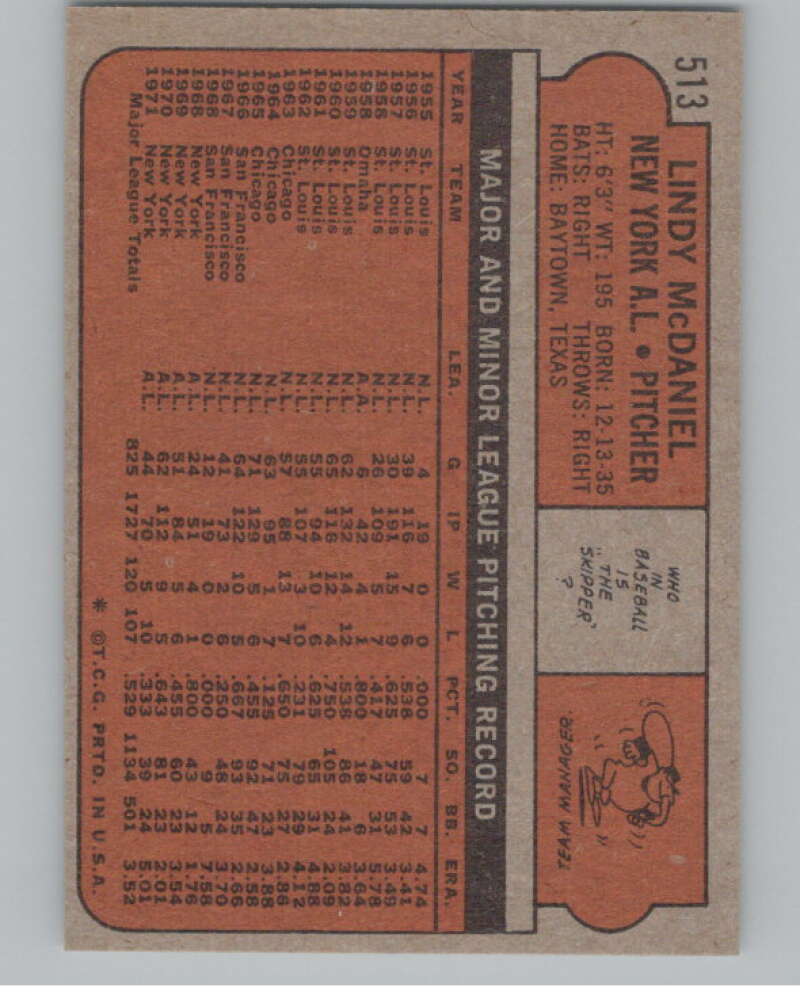 513
LINDY McDANIEL
NEW YORK A.L. • PITCHER
HT: 6'3" WT: 195 BORN: 12-13-35
BATS: RIGHT THROWS: RIGHT
HOME: BAYTOWN, TEXAS
WHO
IN
BASEBALL
IS
"THE
SKIPPER"
?
TEAM MANAGER.
MAJOR AND MINOR LEAGUE PITCHING RECORD
YEAR TEAM LEA. G IP W L PCT. SO. BB. ERA.
1955 St. Louis N.L. 4 19 0 0 .000 7 7 4.74
1956 St. Louis N.L. 39 116 7 6 .538 59 42 3.41
1957 St. Louis N.L. 30 191 15 9 .625 75 53 3.49
1958 St. Louis N.L. 26 109 5 7 .417 47 31 5.78
1958 Omaha A.A. 6 42 4 1 .800 18 6 3.64
1959 St. Louis N.L. 62 132 14 12 .538 86 41 3.82
1960 St. Louis N.L. 65 116 12 4 .750 105 24 2.09
1961 St. Louis N.L. 55 94 10 6 .625 65 31 4.88
1962 St. Louis N.L. 55 107 3 10 .231 79 29 4.12
1963 Chicago N.L. 57 88 13 7 .650 75 27 2.86
1964 Chicago N.L. 63 95 1 7 .125 71 23 3.88
1965 Chicago N.L. 71 129 5 6 .455 92 47 2.58
1966 San Francisco N.L. 64 122 10 5 .667 93 35 2.66
1967 San Francisco N.L. 41 73 2 6 .250 48 24 3.70
1968 San Francisco N.L. 12 19 0 0 .000 9 5 7.58
1968 New York A.L. 24 51 4 1 .800 43 12 1.76
1969 New York A.L. 51 84 5 6 .455 60 23 3.54
1970 New York A.L. 62 112 9 5 .643 81 23 2.01
1971 New York A.L. 44 70 5 10 .333 39 24 5.01
Major League Totals 825 1727 120 107 .529 1134 501 3.52
* ©T.C.G. PRTD. IN U.S.A.